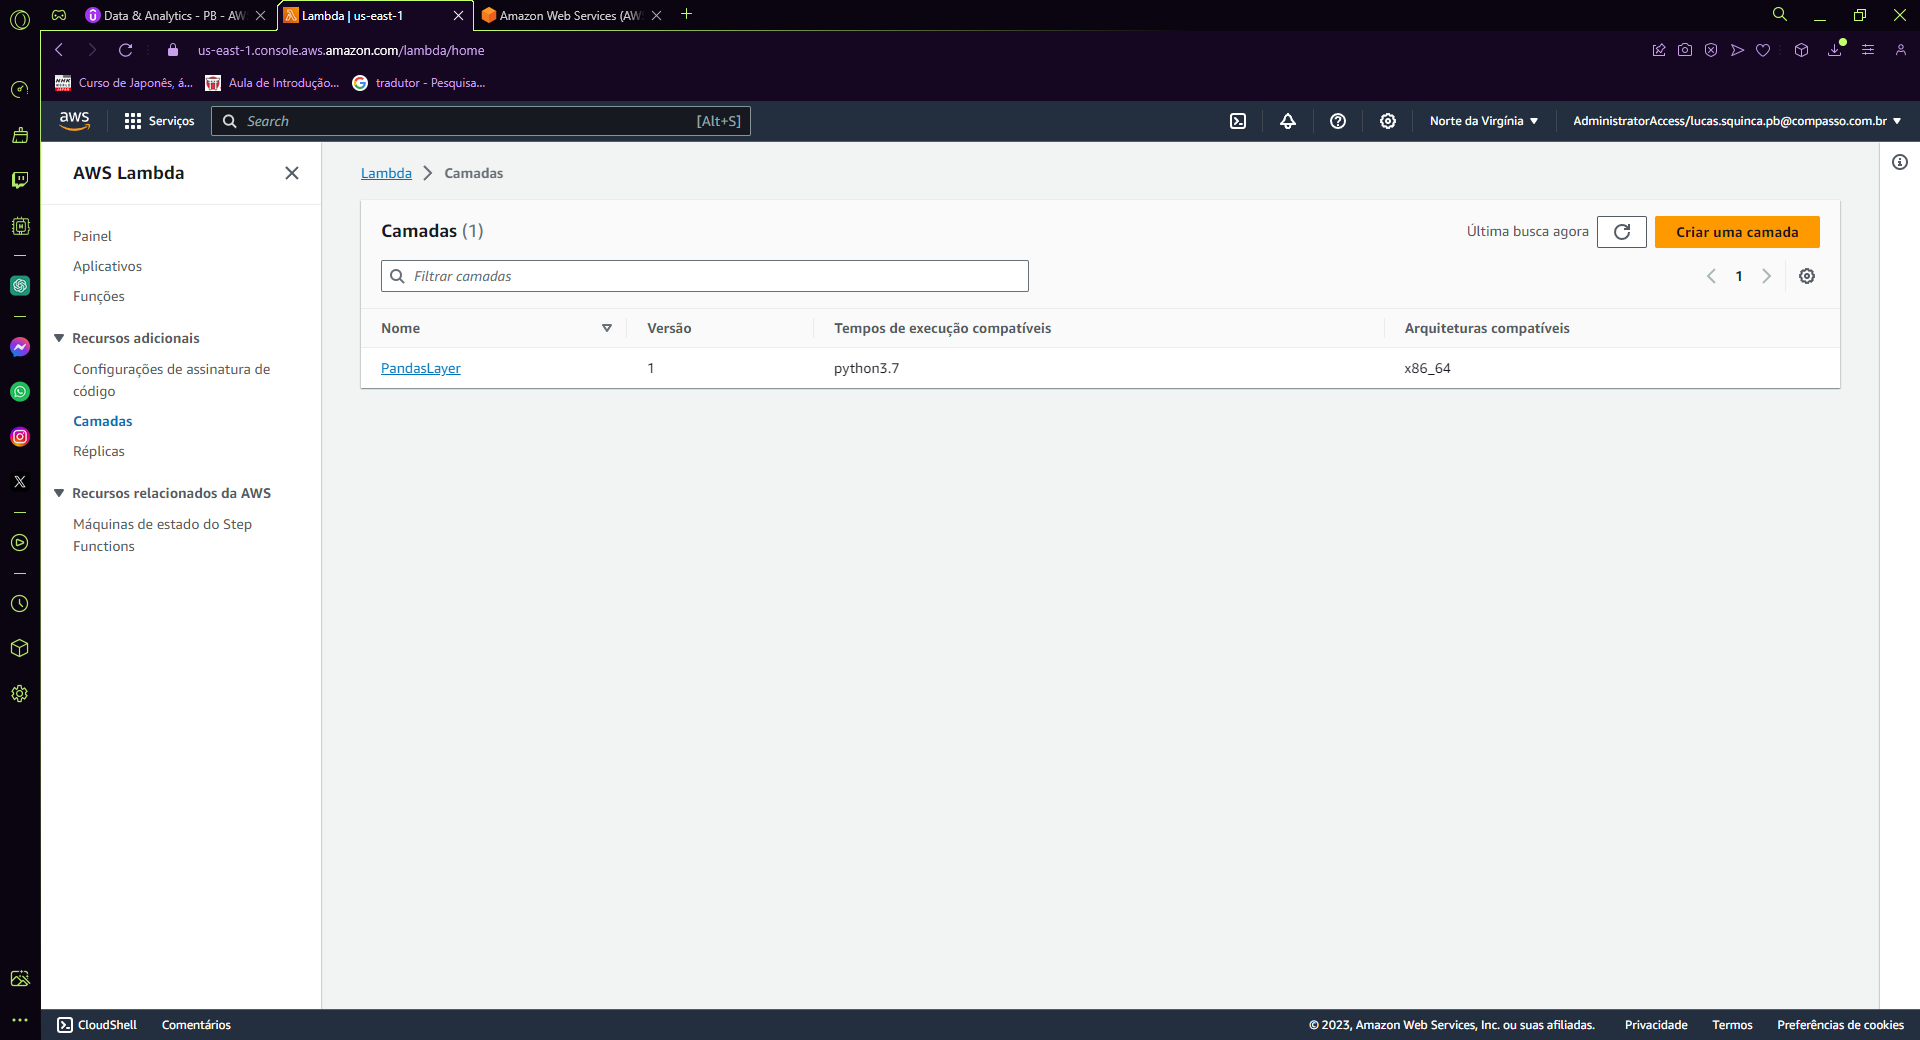 Data & Analytics - PB - AW
Lambda | us-east-1
Amazon Web Services (AW
us-east-1.console.aws.amazon.com/lambda/home
Curso de Japonês, á...
Aula de Introdução...
tradutor - Pesquisa...
aws
Serviços
Search
[Alt+S]
Norte da Virgínia
AdministratorAccess/lucas.squinca.pb@compasso.com.br
AWS Lambda
Painel
Aplicativos
Funções
Recursos adicionais
Configurações de assinatura de
código
Camadas
Réplicas
Recursos relacionados da AWS
Máquinas de estado do Step
Functions
Lambda > Camadas
Camadas (1)
Última busca agora
Criar uma camada
Filtrar camadas
1
Nome
Versão
Tempos de execução compatíveis
Arquiteturas compatíveis
PandasLayer
1
python3.7
x86_64
CloudShell
Comentários
© 2023, Amazon Web Services, Inc. ou suas afiliadas.
Privacidade
Termos
Preferências de cookies